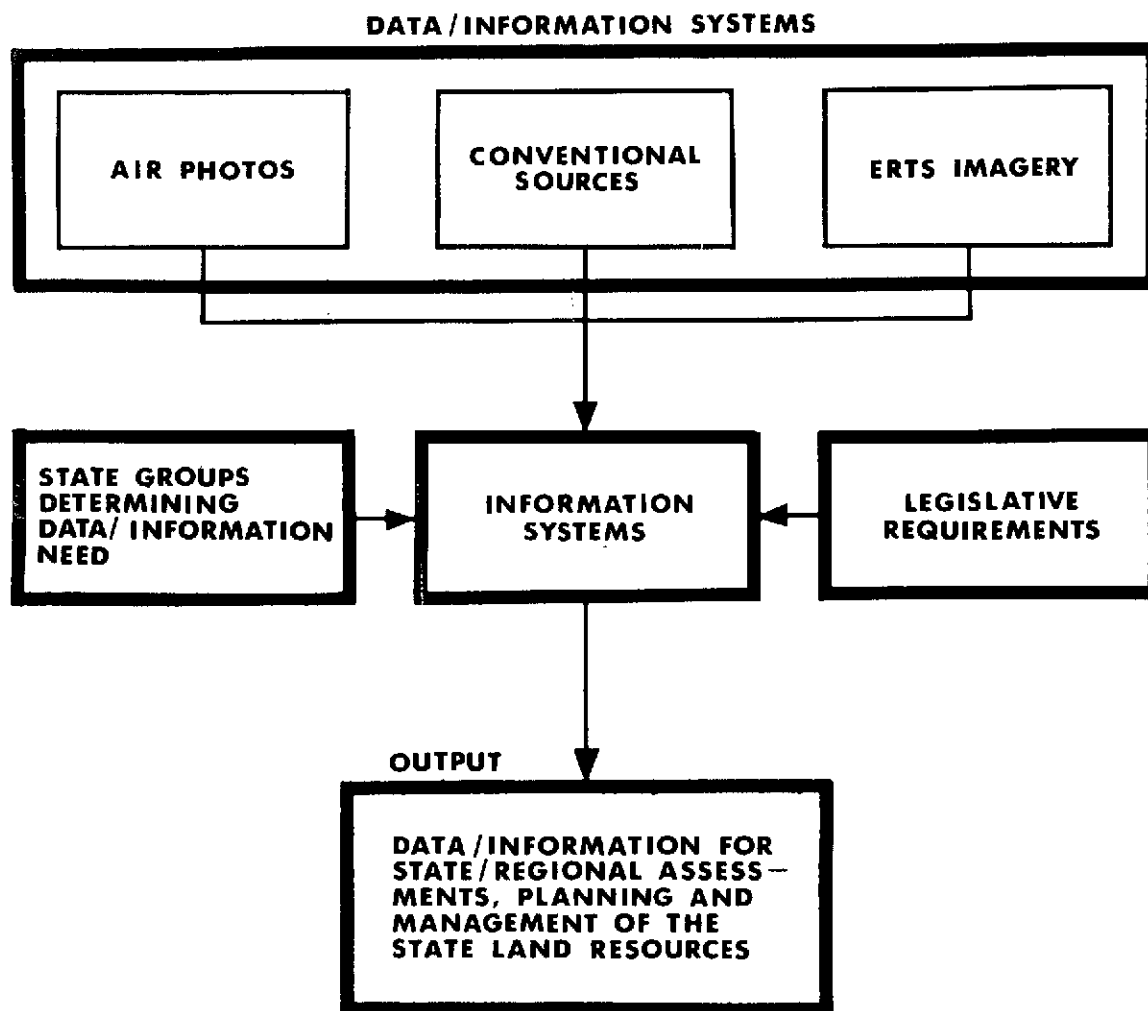 DATA/INFORMATION SYSTEMS
AIR PHOTOS
CONVENTIONAL
SOURCES
ERTS IMAGERY
STATE GROUPS
DETERMINING
DATA/INFORMATION
NEED
INFORMATION
SYSTEMS
LEGISLATIVE
REQUIREMENTS
OUTPUT
DATA/INFORMATION FOR
STATE/REGIONAL ASSESS-
MENTS, PLANNING AND
MANAGEMENT OF THE
STATE LAND RESOURCES